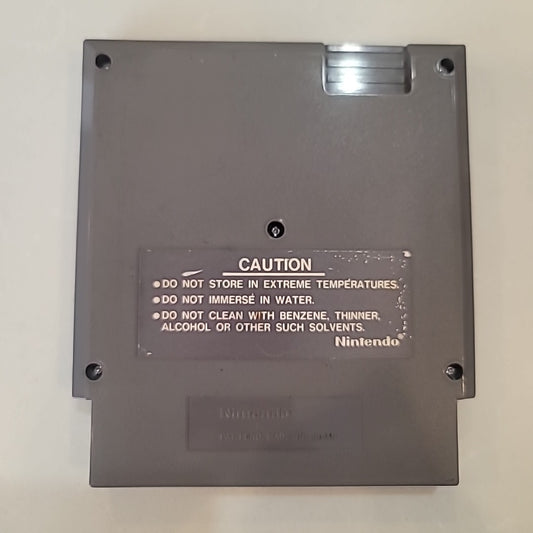 CAUTION
●DO NOT STORE IN EXTREME TEMPERATURES.
●DO NOT IMMERSE IN WATER.
●DO NOT CLEAN WITH BENZENE, THINNER,
ALCOHOL OR OTHER SUCH SOLVENTS.
Nintendo®
Nintendo